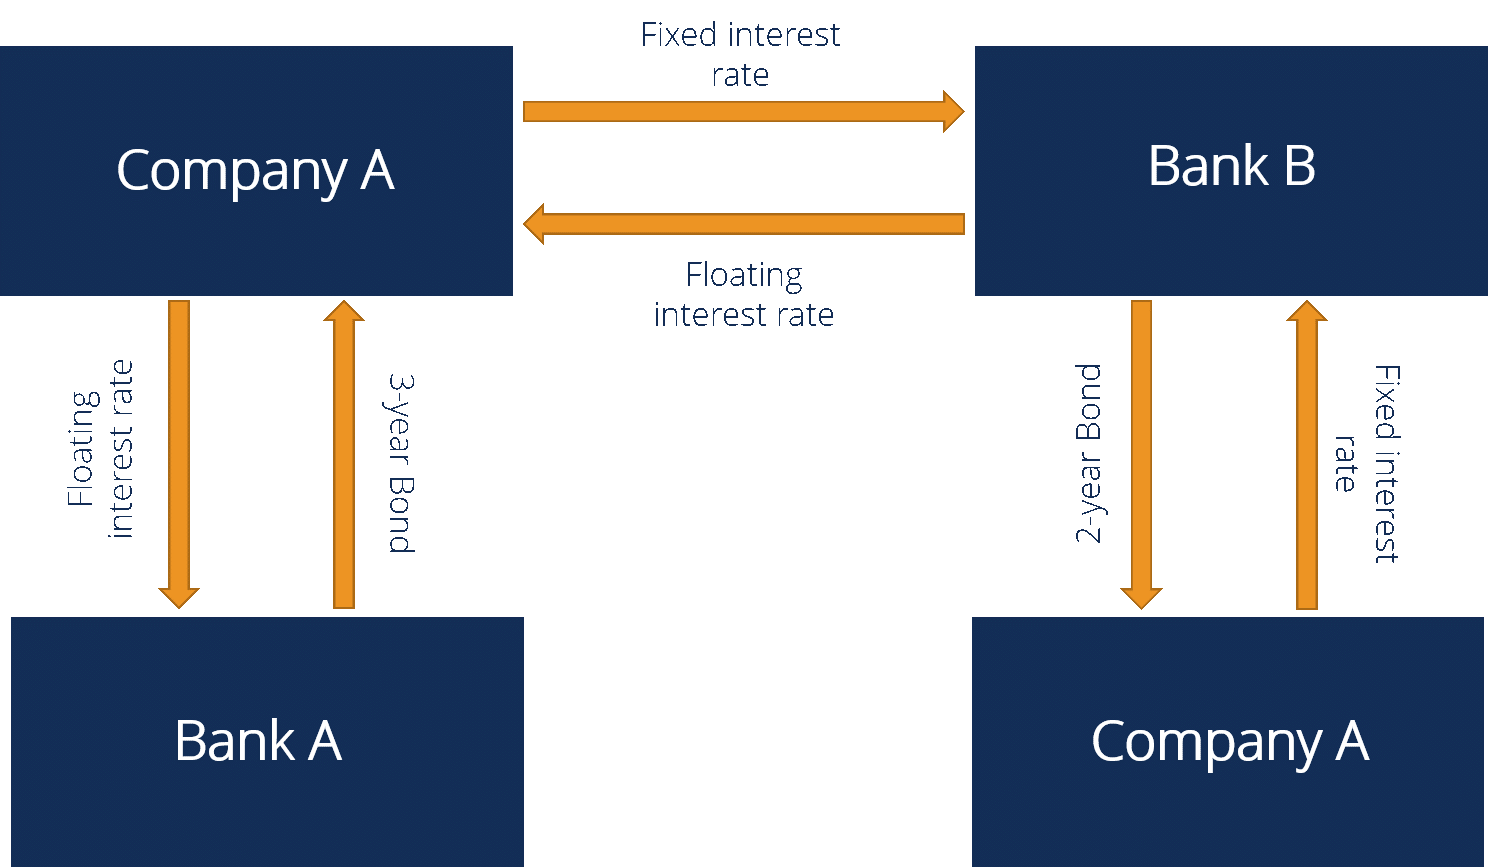 Fixed interest
rate
Company A
Bank B
Floating
interest rate
Floating
interest rate
3-year Bond
2-year Bond
Fixed interest
rate
Bank A
Company A